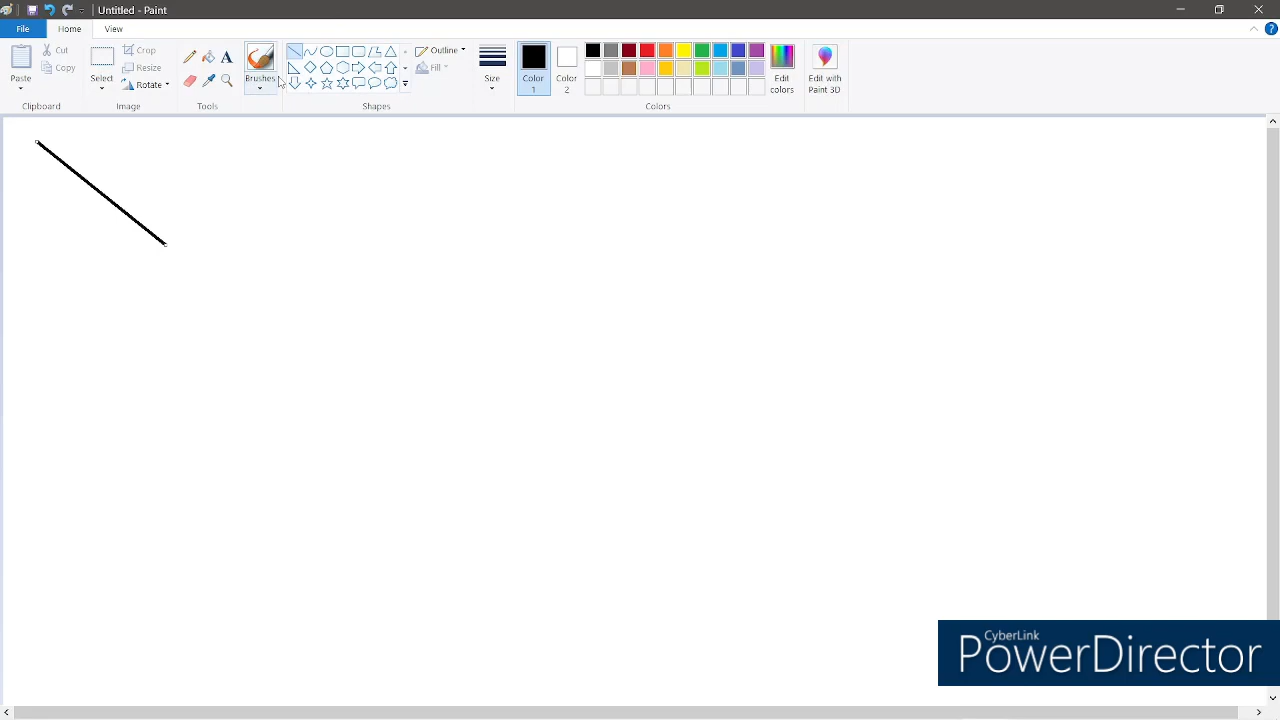 Untitled - Paint
File Home View
Paste
Cut
Copy
Clipboard
Select
Crop
Resize
Rotate
Image
A
Tools
Brushes
Shapes
Outline
Fill
Size
Color 1
Color 2
Colors
Edit colors
Edit with Paint 3D
?
CyberLink
PowerDirector